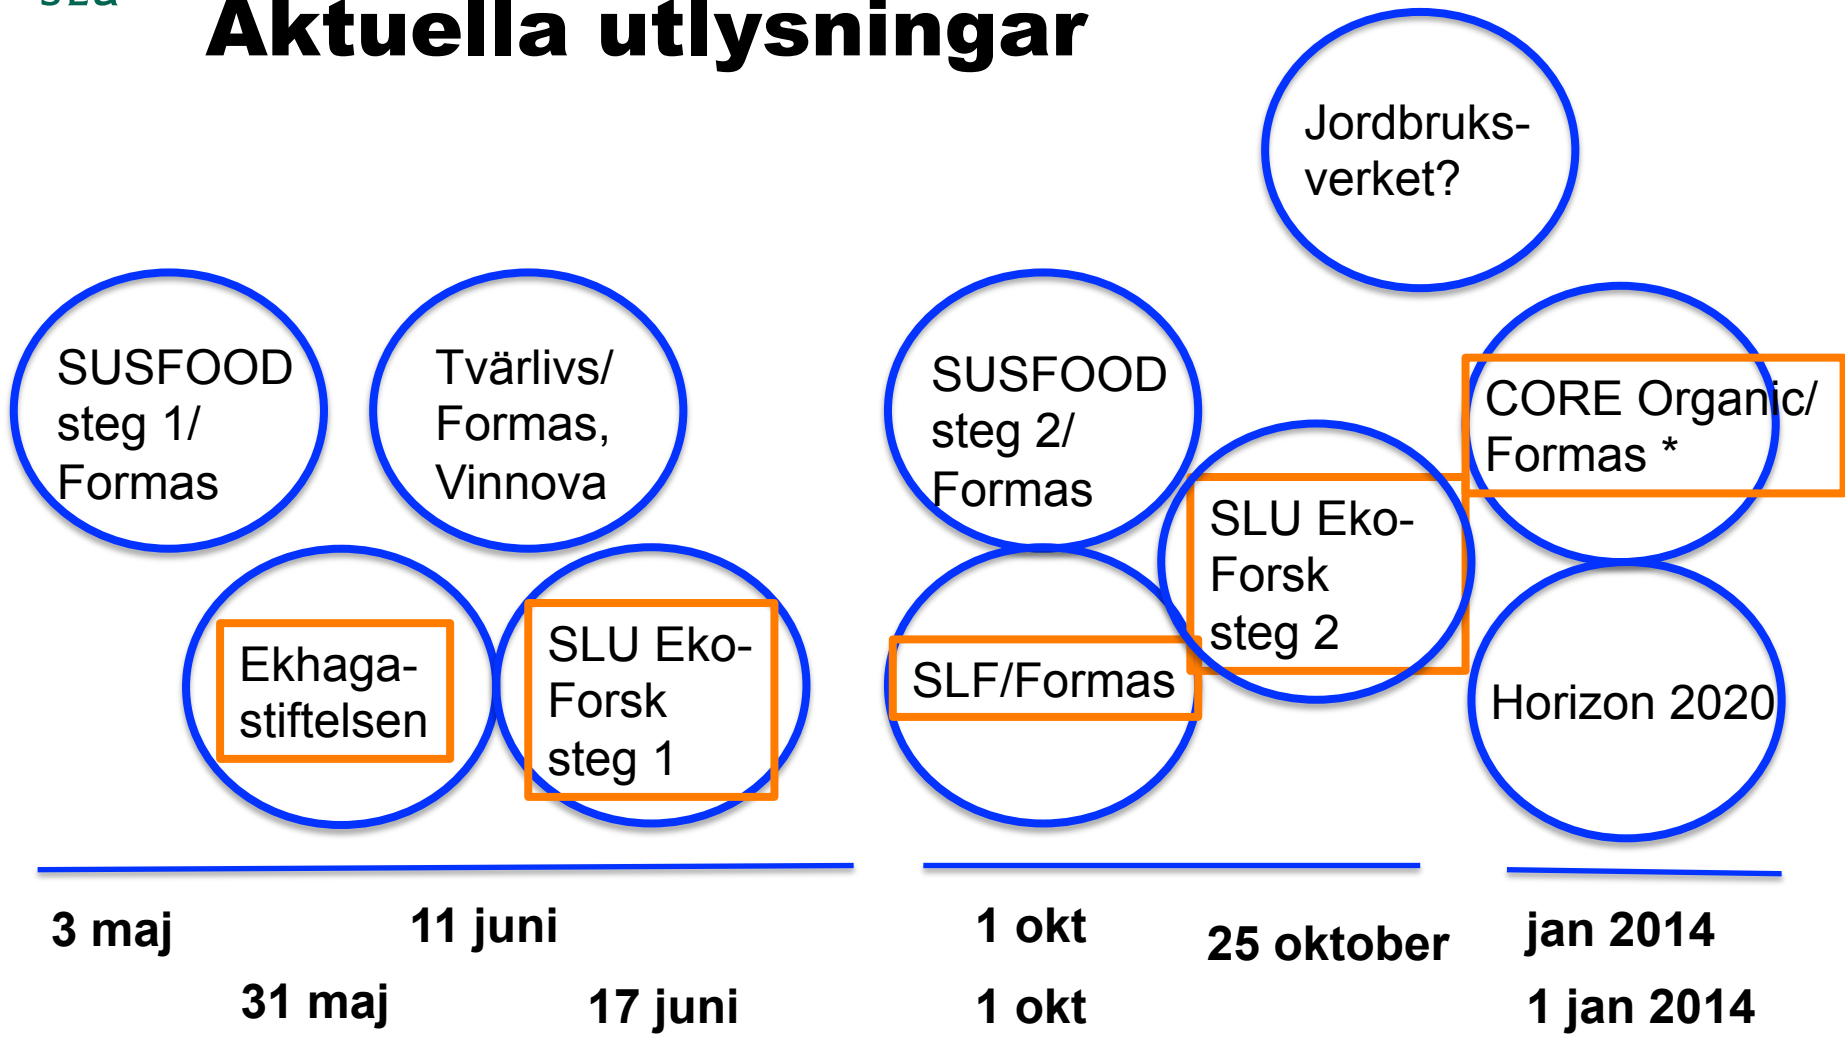 Aktuella utlysningar
Jordbruks-
verket?
SUSFOOD
steg 1/
Formas
Tvärlivs/
Formas,
Vinnova
SUSFOOD
steg 2/
Formas
CORE Organic/
Formas *
Ekhaga-
stiftelsen
SLU Eko-
Forsk
steg 1
SLF/Formas
SLU Eko-
Forsk
steg 2
Horizon 2020
3 maj
11 juni
1 okt
25 oktober
jan 2014
31 maj
17 juni
1 okt
1 jan 2014